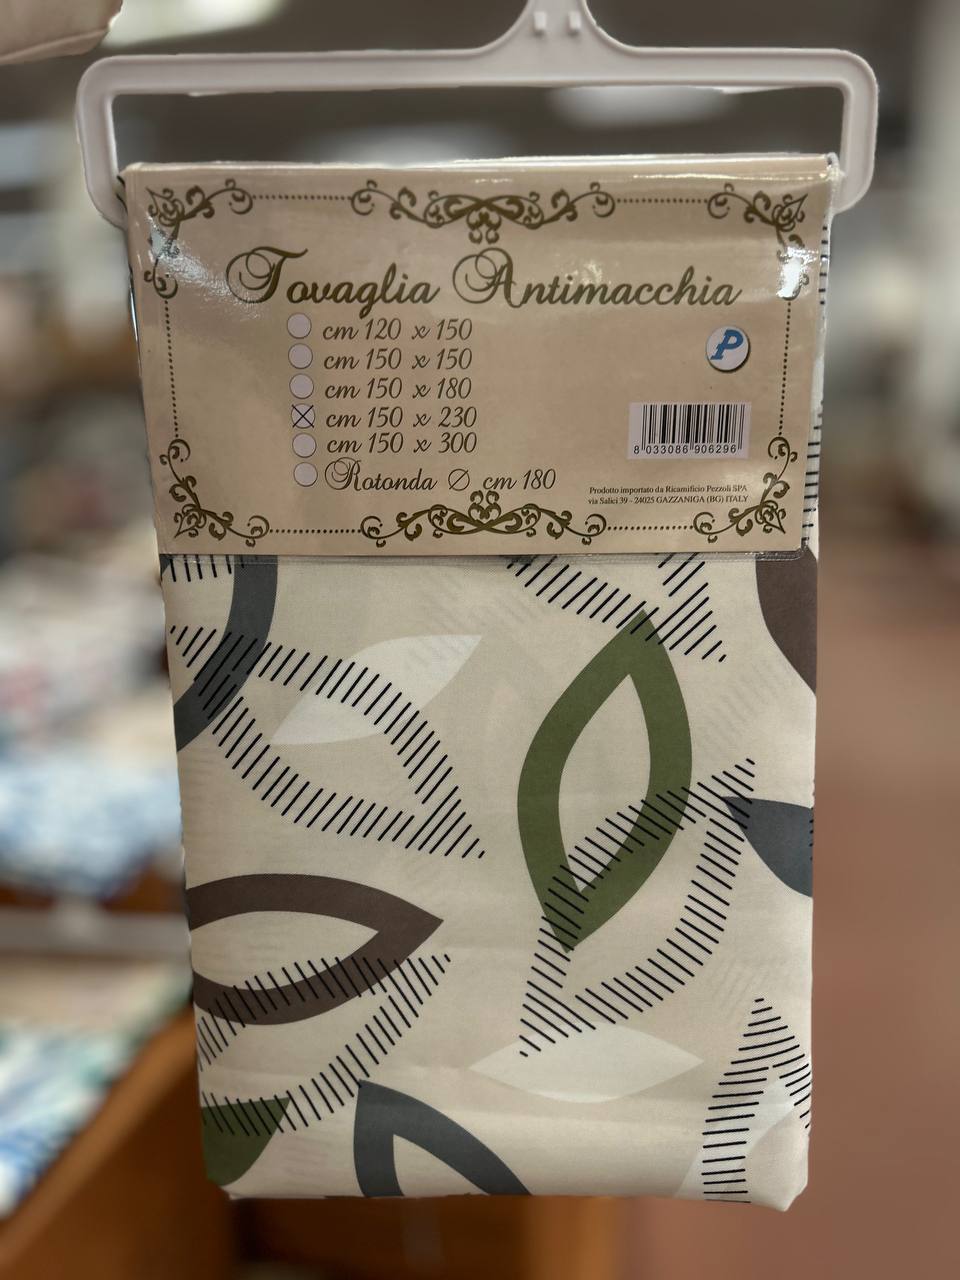 Tovaglia Antimacchia
cm 120 x 150
cm 150 x 150
cm 150 x 180
cm 150 x 230
cm 150 x 300
Rotonda Ø cm 180
P
8 033086 906296
Prodotto importato da Ricamificio Pezzoli SPA
via Salici 39 - 24025 GAZZANIGA (BG) ITALY